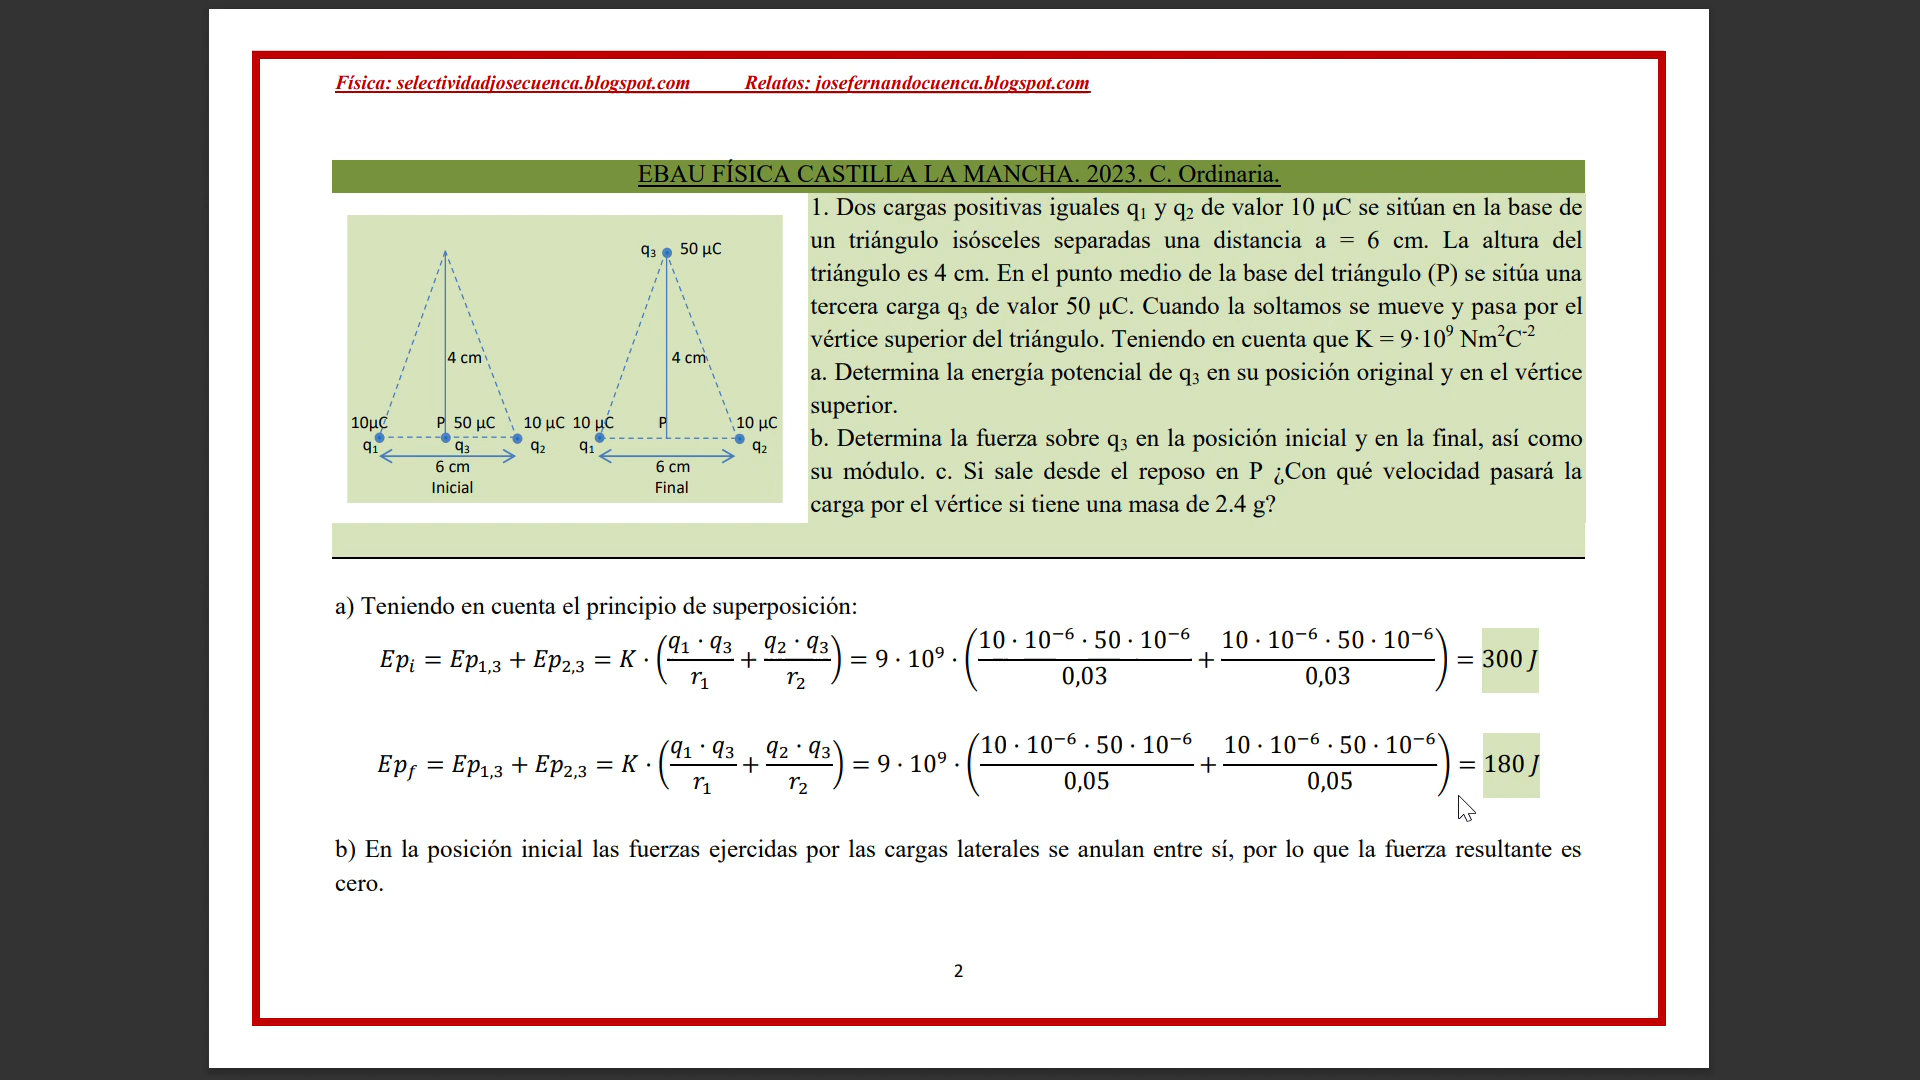 Física: selectividadjosecuenca.blogspot.com Relatos: josefernandocuenca.blogspot.com
EBAU FÍSICA CASTILLA LA MANCHA. 2023. C. Ordinaria.
4 cm
10µC P 50 µC 10 µC
q₁ q₃ q₂
6 cm
Inicial
q₃ 50 µC
4 cm
10 µC P 10 µC
q₁ q₂
6 cm
Final
1. Dos cargas positivas iguales q₁ y q₂ de valor 10 µC se sitúan en la base de
un triángulo isósceles separadas una distancia a = 6 cm. La altura del
triángulo es 4 cm. En el punto medio de la base del triángulo (P) se sitúa una
tercera carga q₃ de valor 50 µC. Cuando la soltamos se mueve y pasa por el
vértice superior del triángulo. Teniendo en cuenta que K = 9·10⁹ Nm²C⁻²
a. Determina la energía potencial de q₃ en su posición original y en el vértice
superior.
b. Determina la fuerza sobre q₃ en la posición inicial y en la final, así como
su módulo. c. Si sale desde el reposo en P ¿Con qué velocidad pasará la
carga por el vértice si tiene una masa de 2.4 g?
a) Teniendo en cuenta el principio de superposición:
Epᵢ = Ep₁,₃ + Ep₂,₃ = K · (q₁ · q₃ / r₁ + q₂ · q₃ / r₂) = 9 · 10⁹ · (10 · 10⁻⁶ · 50 · 10⁻⁶ / 0,03 + 10 · 10⁻⁶ · 50 · 10⁻⁶ / 0,03) = 300 J
Ep_f = Ep₁,₃ + Ep₂,₃ = K · (q₁ · q₃ / r₁ + q₂ · q₃ / r₂) = 9 · 10⁹ · (10 · 10⁻⁶ · 50 · 10⁻⁶ / 0,05 + 10 · 10⁻⁶ · 50 · 10⁻⁶ / 0,05) = 180 J
b) En la posición inicial las fuerzas ejercidas por las cargas laterales se anulan entre sí, por lo que la fuerza resultante es
cero.
2